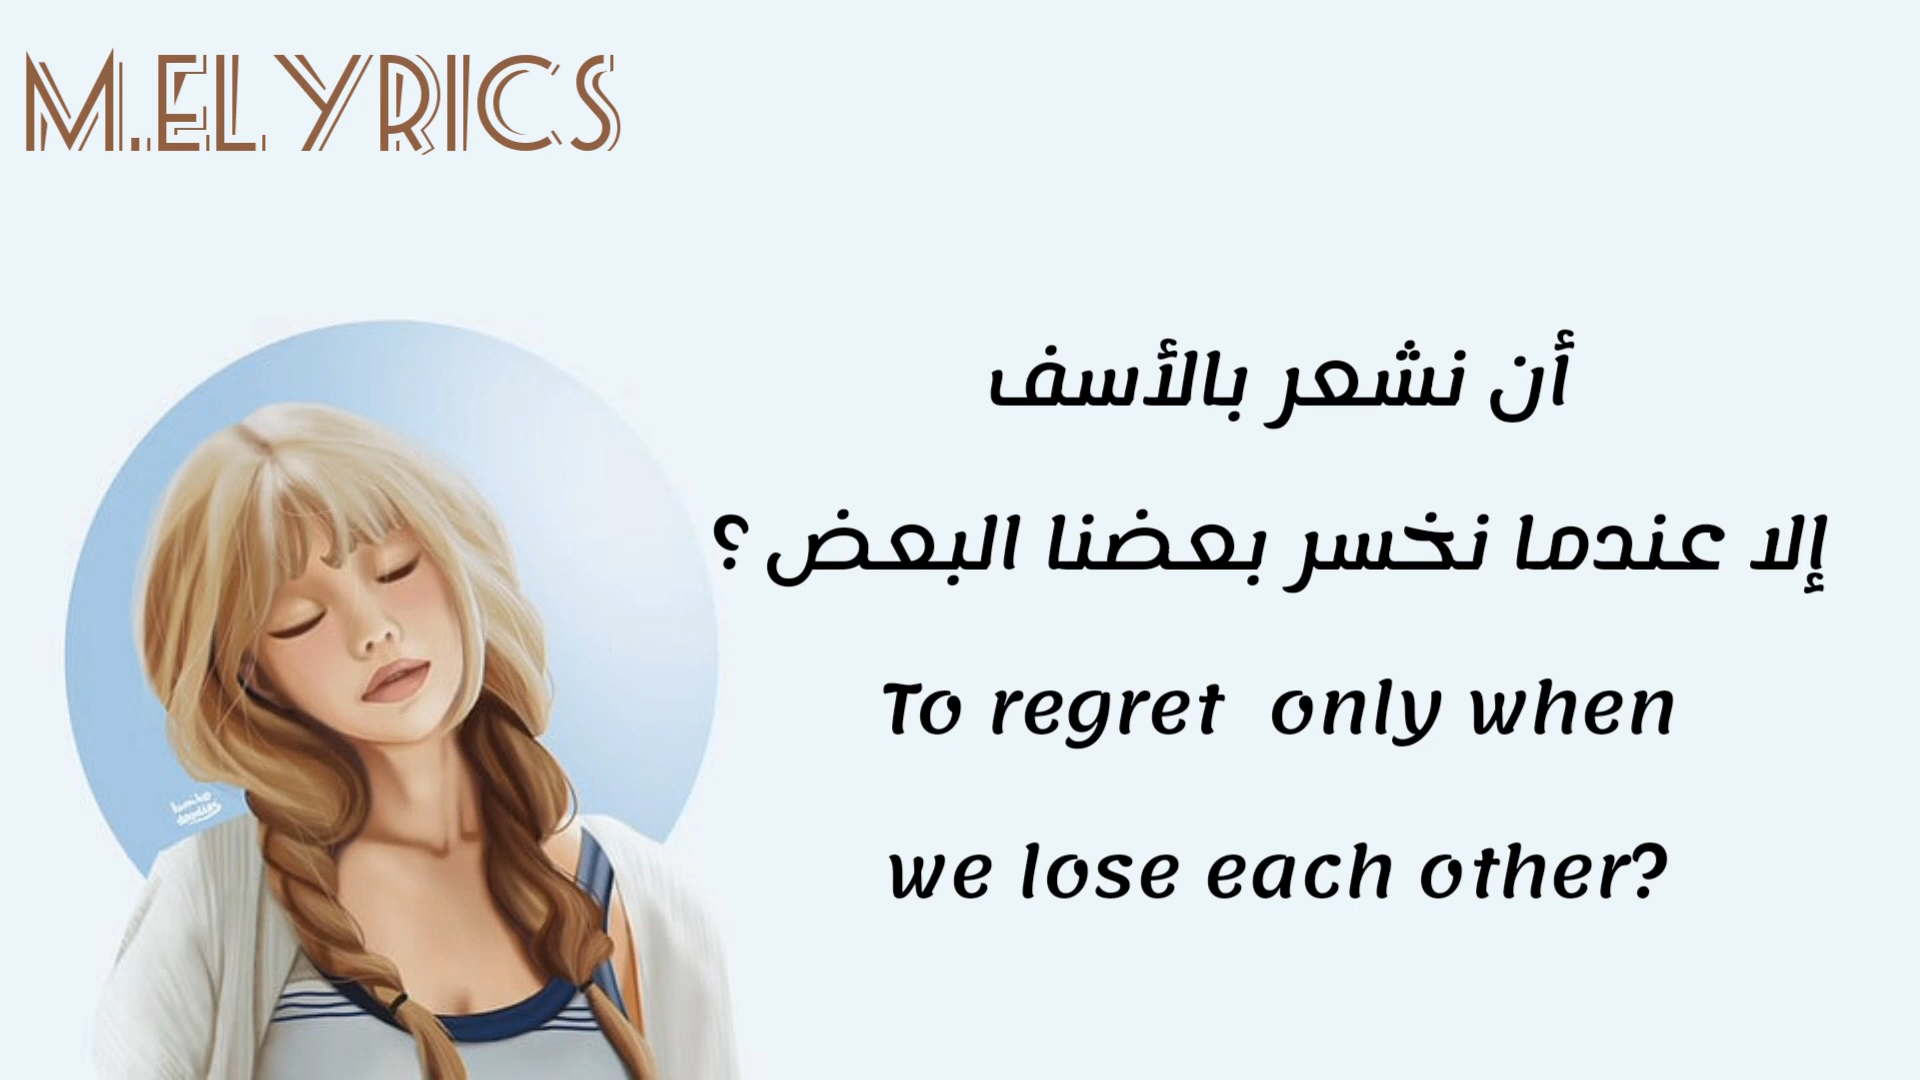 M.ELYRICS
أن نشعر بالأسف
إلا عندما نخسر بعضنا البعض ؟
To regret only when
we lose each other?